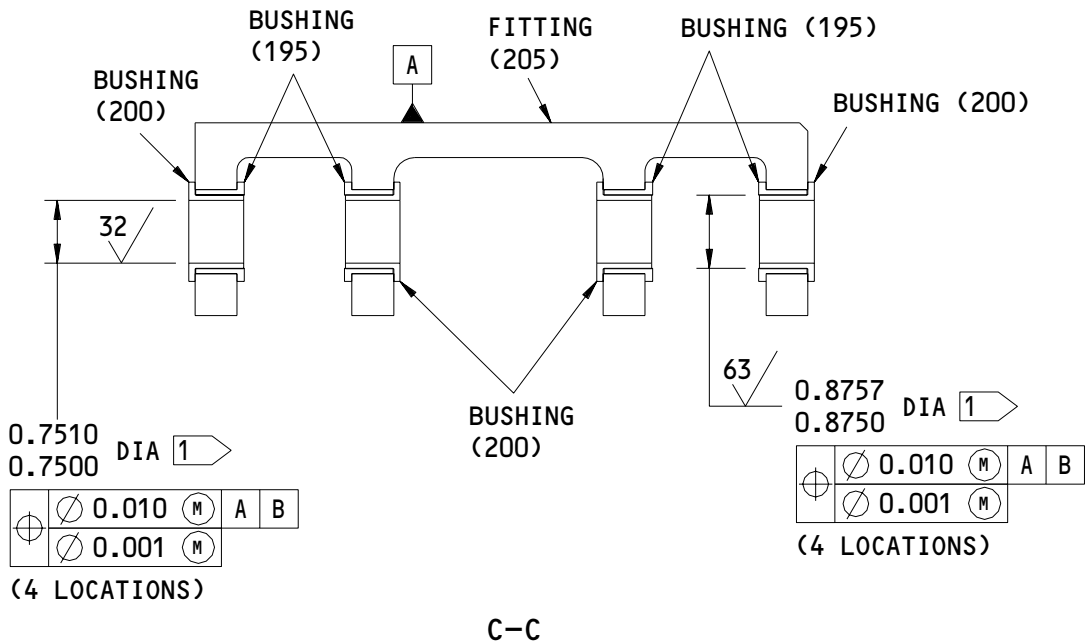 BUSHING
(195)
FITTING
(205)
BUSHING (195)
A
BUSHING
(200)
BUSHING (200)
32
63
BUSHING
(200)
0.7510
0.7500
DIA 1
⌖ ∅ 0.010 Ⓜ A B
∅ 0.001 Ⓜ
(4 LOCATIONS)
0.8757
0.8750
DIA 1
⌖ ∅ 0.010 Ⓜ A B
∅ 0.001 Ⓜ
(4 LOCATIONS)
C-C